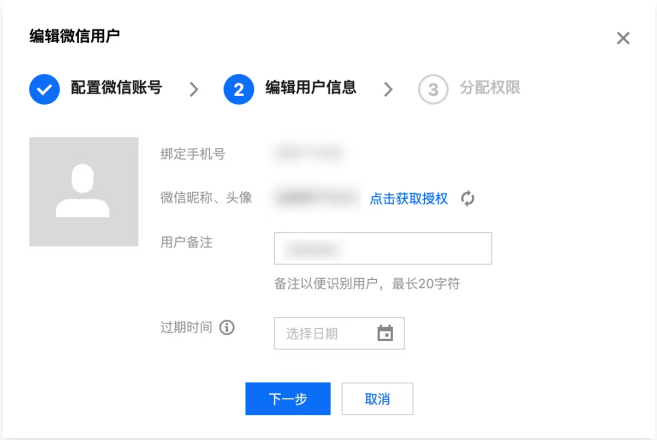 编辑微信用户
配置微信账号 2 编辑用户信息 3 分配权限
绑定手机号
微信昵称、头像 点击获取授权
用户备注
备注以便识别用户，最长20字符
过期时间 选择日期
下一步 取消